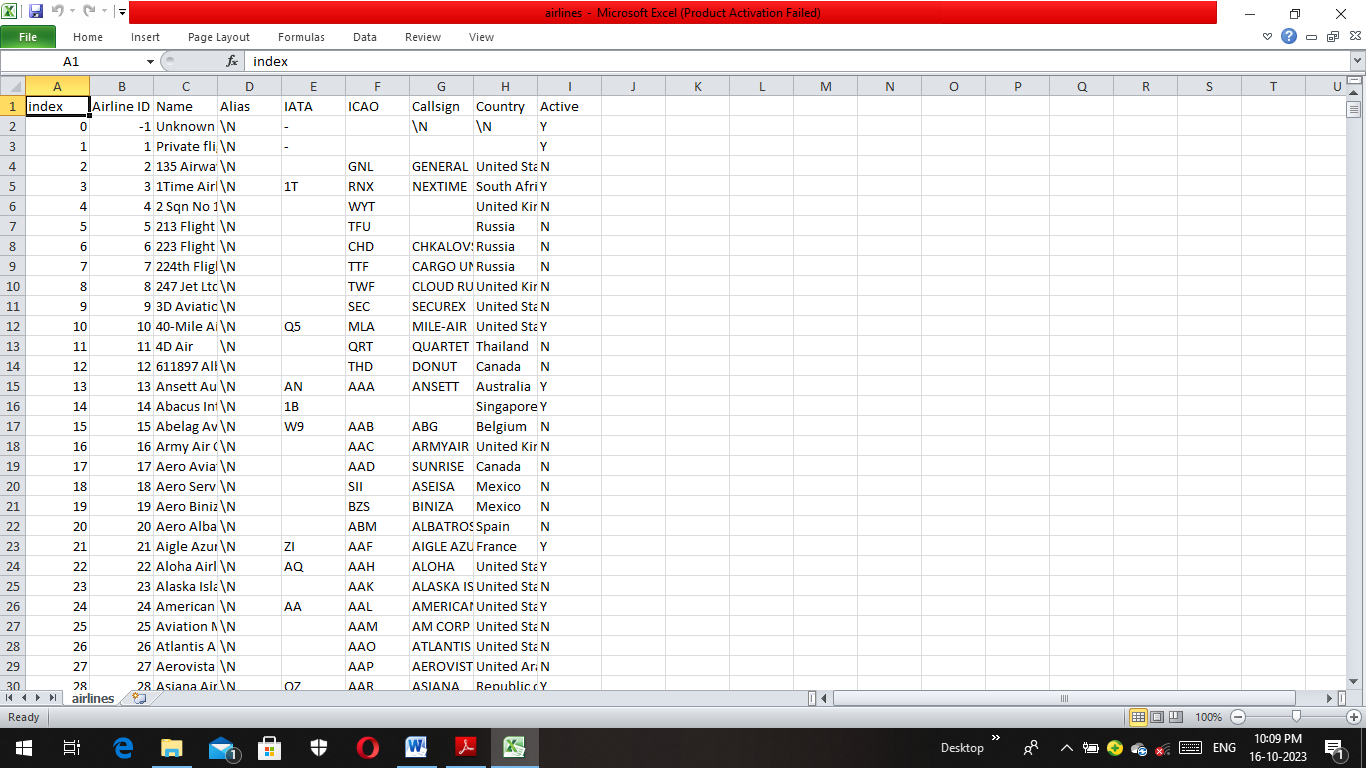 airlines - Microsoft Excel (Product Activation Failed)
File Home Insert Page Layout Formulas Data Review View
A1 fx index
A B C D E F G H I J K L M N O P Q R S T U
1 index Airline ID Name Alias IATA ICAO Callsign Country Active
2 0 -1 Unknown \N - \N \N Y
3 1 1 Private fli \N - Y
4 2 2 135 Airwa \N GNL GENERAL United Sta N
5 3 3 1Time Airl \N 1T RNX NEXTIME South Afri Y
6 4 4 2 Sqn No 1 \N WYT United Kin N
7 5 5 213 Flight \N TFU Russia N
8 6 6 223 Flight \N CHD CHKALOVS Russia N
9 7 7 224th Flig \N TTF CARGO UN Russia N
10 8 8 247 Jet Ltd \N TWF CLOUD RU United Kin N
11 9 9 3D Aviatio \N SEC SECUREX United Sta N
12 10 10 40-Mile Ai \N Q5 MLA MILE-AIR United Sta Y
13 11 11 4D Air \N QRT QUARTET Thailand N
14 12 12 611897 Alb \N THD DONUT Canada N
15 13 13 Ansett Au \N AN AAA ANSETT Australia Y
16 14 14 Abacus Int \N 1B Singapore Y
17 15 15 Abelag Av \N W9 AAB ABG Belgium N
18 16 16 Army Air C \N AAC ARMYAIR United Kin N
19 17 17 Aero Avia \N AAD SUNRISE Canada N
20 18 18 Aero Serv \N SII ASEISA Mexico N
21 19 19 Aero Biniz \N BZS BINIZA Mexico N
22 20 20 Aero Alba \N ABM ALBATROS Spain N
23 21 21 Aigle Azur \N ZI AAF AIGLE AZU France Y
24 22 22 Aloha Airl \N AQ AAH ALOHA United Sta Y
25 23 23 Alaska Isla \N AAK ALASKA IS United Sta N
26 24 24 American \N AA AAL AMERICAN United Sta Y
27 25 25 Aviation M \N AAM AM CORP United Sta N
28 26 26 Atlantis A \N AAO ATLANTIS United Sta N
29 27 27 Aerovista \N AAP AEROVIST United Ara N
30 28 28 Asiana Air \N OZ AAR ASIANA Republic o Y
airlines
Ready 100%
Desktop ENG 10:09 PM
16-10-2023